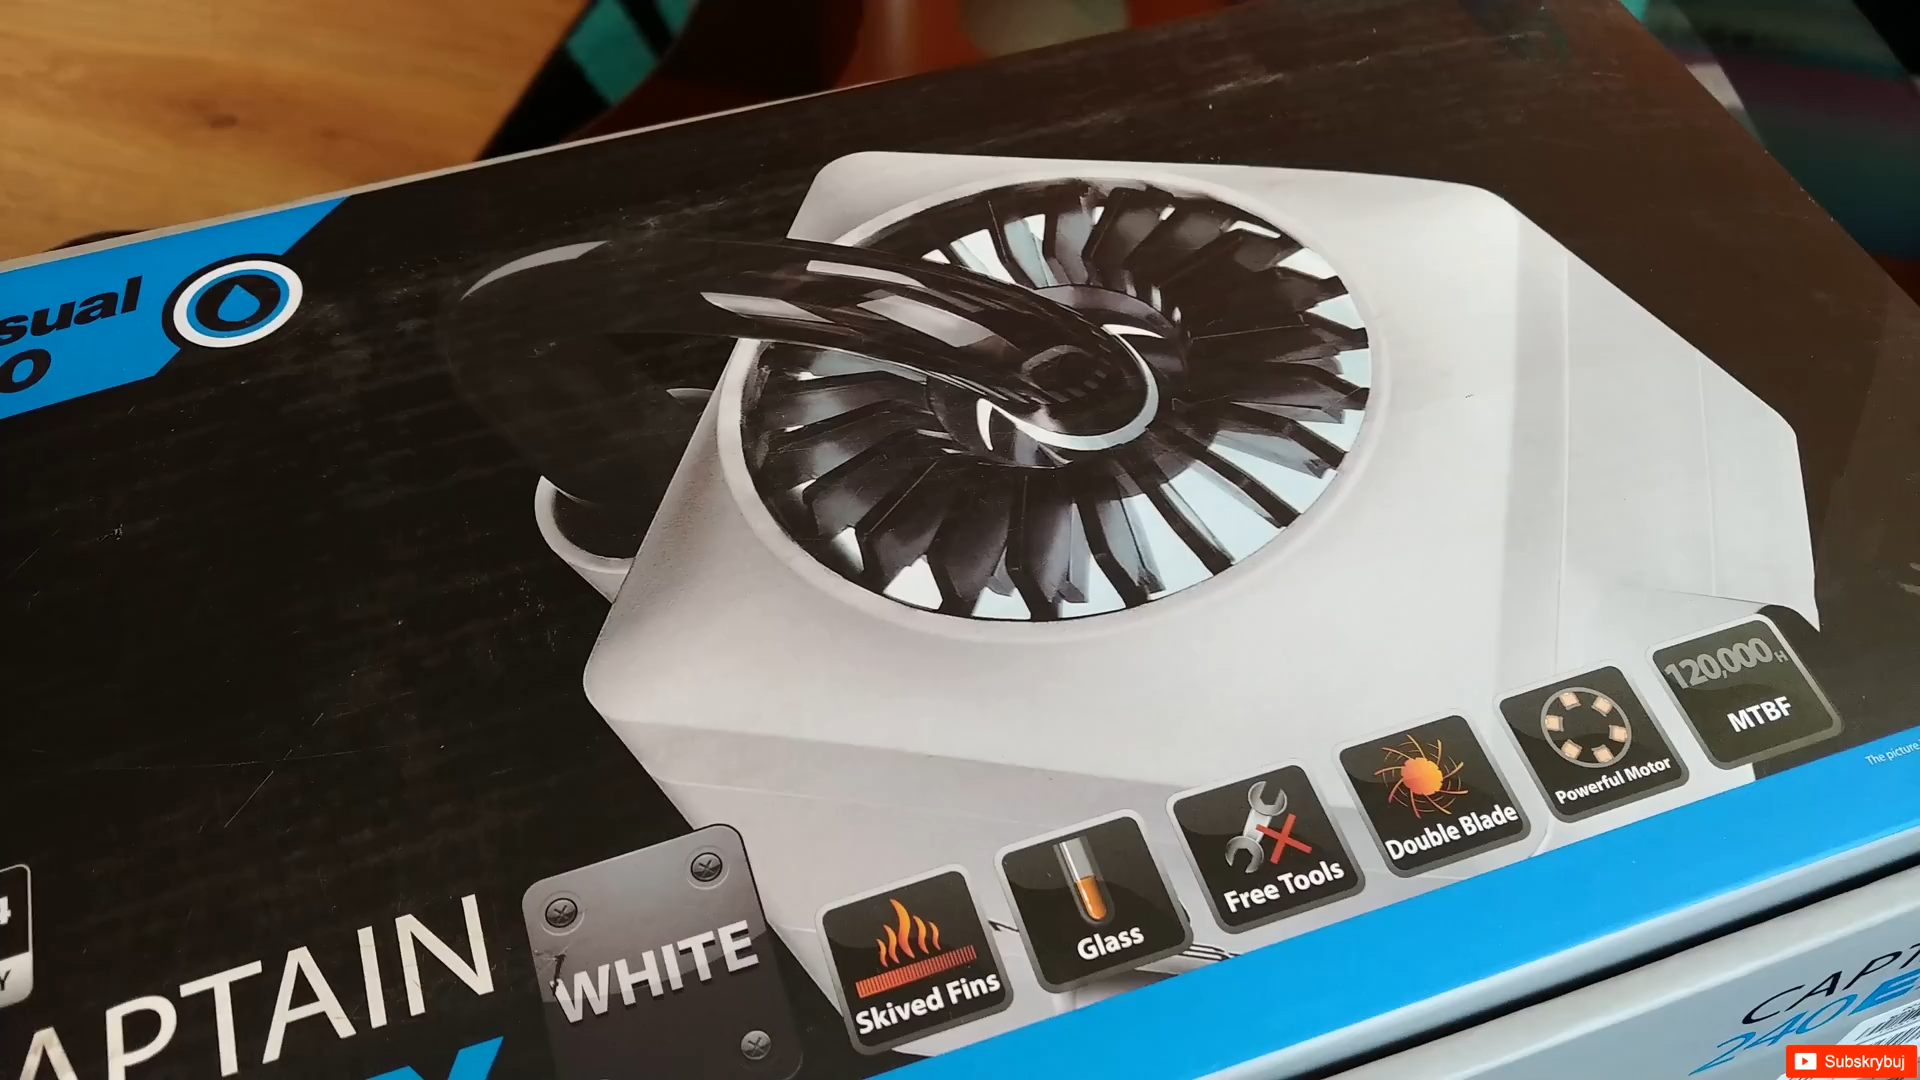 sual
O
4
Y
APTAIN
WHITE
Skived Fins
Glass
Free Tools
Double Blade
Powerful Motor
120,000H
MTBF
The picture
CAPT
240E
Subskrybuj